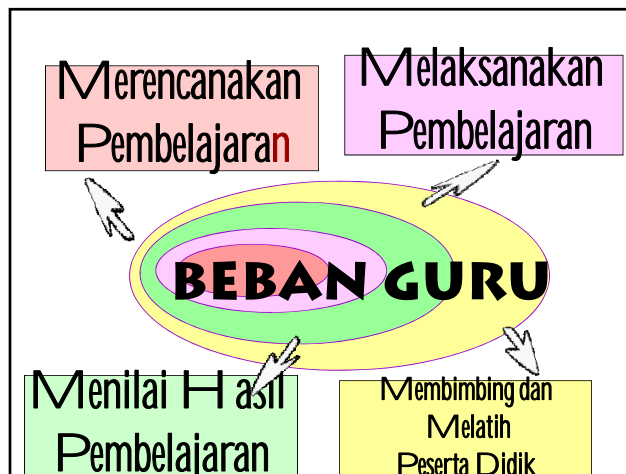 Merencanakan
Pembelajaran
Melaksanakan
Pembelajaran
BEBAN GURU
Menilai Hasil
Pembelajaran
Membimbing dan
Melatih
Peserta Didik